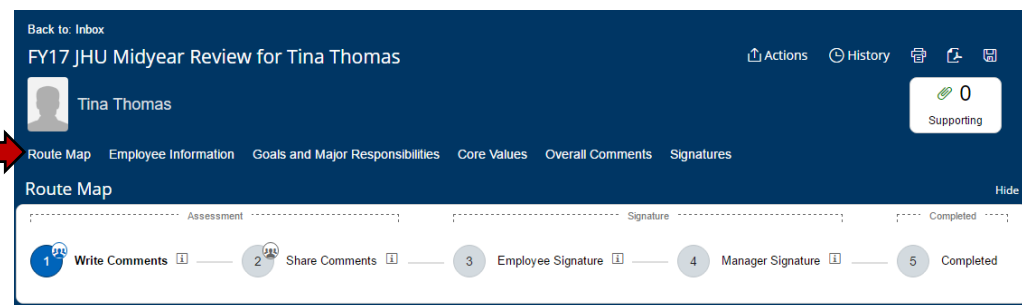 Back to: Inbox
FY17 JHU Midyear Review for Tina Thomas
Actions History
Tina Thomas
0
Supporting
Route Map Employee Information Goals and Major Responsibilities Core Values Overall Comments Signatures
Route Map Hide
Assessment Signature Completed
1 Write Comments i 2 Share Comments i 3 Employee Signature i 4 Manager Signature i 5 Completed